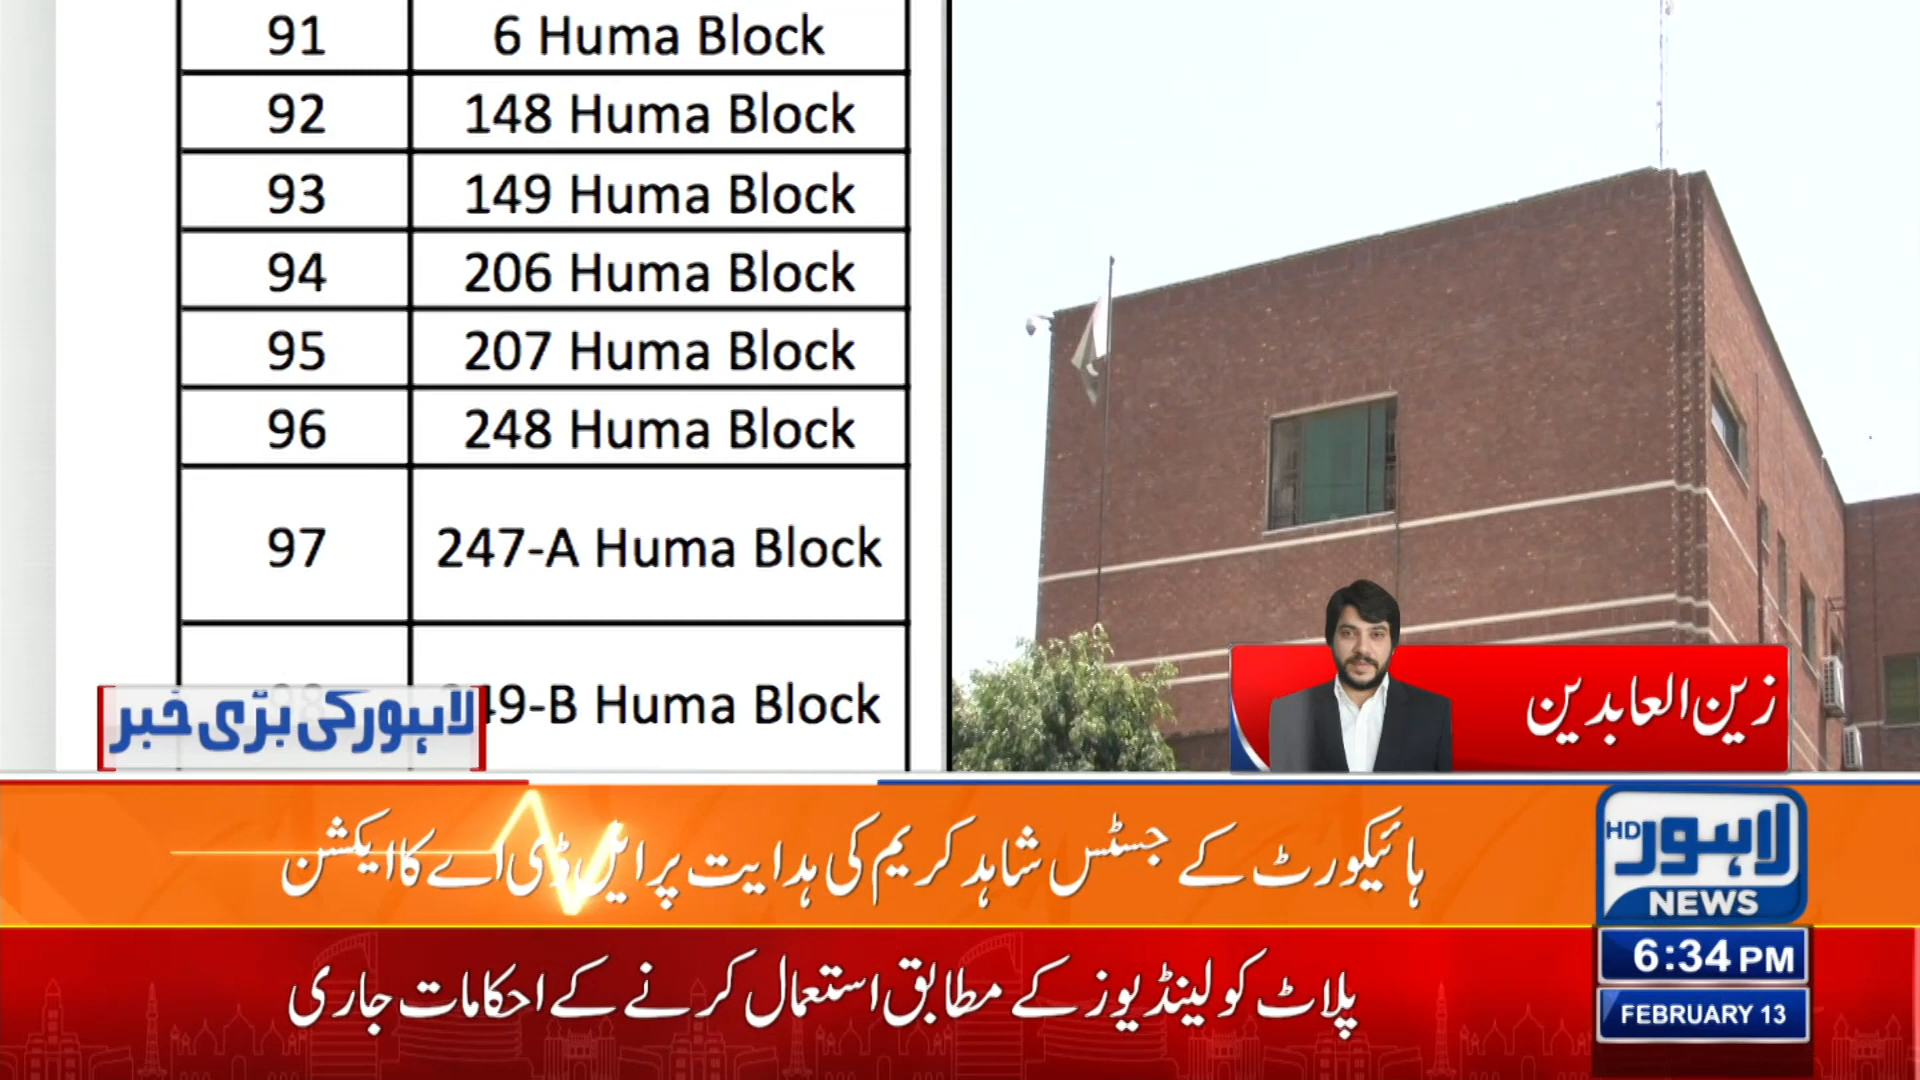 91 6 Huma Block
92 148 Huma Block
93 149 Huma Block
94 206 Huma Block
95 207 Huma Block
96 248 Huma Block
97 247-A Huma Block
49-B Huma Block
لاہور کی بڑی خبر
زین العابدین
ہائیکورٹ کے جسٹس شاہد کریم کی ہدایت پر ایل ڈی اے کا ایکشن
پلاٹ کو لینڈ یوز کے مطابق استعمال کرنے کے احکامات جاری
لاہور HD
NEWS
6:34 PM
FEBRUARY 13